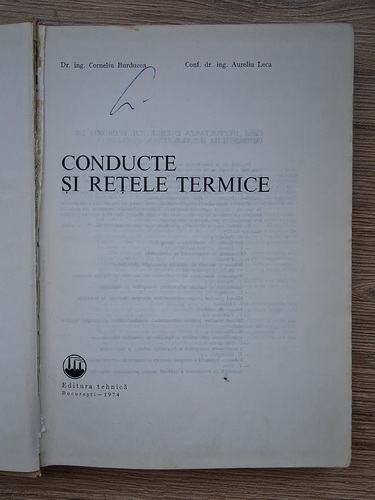 Dr. ing. Corneliu Burducea Conf. dr. ing. Aureliu Leca
CONDUCTE
ȘI REȚELE TERMICE
Editura tehnică
București — 1974